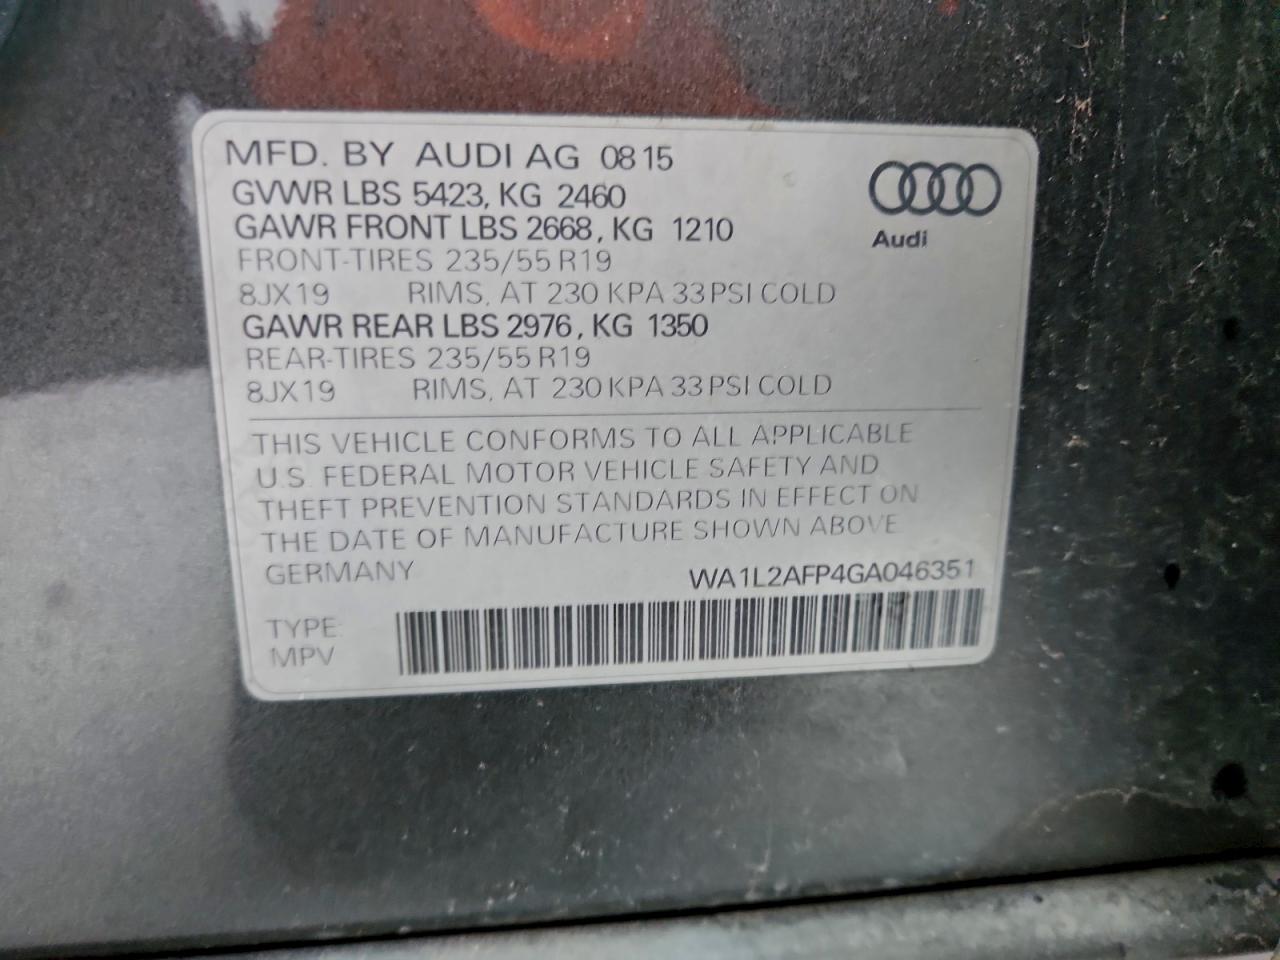 MFD. BY AUDI AG 0815
GVWR LBS 5423, KG 2460
GAWR FRONT LBS 2668, KG 1210
FRONT-TIRES 235/55 R19
8JX19 RIMS, AT 230 KPA 33 PSI COLD
GAWR REAR LBS 2976, KG 1350
REAR-TIRES 235/55 R19
8JX19 RIMS, AT 230 KPA 33 PSI COLD
Audi
THIS VEHICLE CONFORMS TO ALL APPLICABLE
U.S. FEDERAL MOTOR VEHICLE SAFETY AND
THEFT PREVENTION STANDARDS IN EFFECT ON
THE DATE OF MANUFACTURE SHOWN ABOVE
GERMANY WA1L2AFP4GA046351
TYPE:
MPV